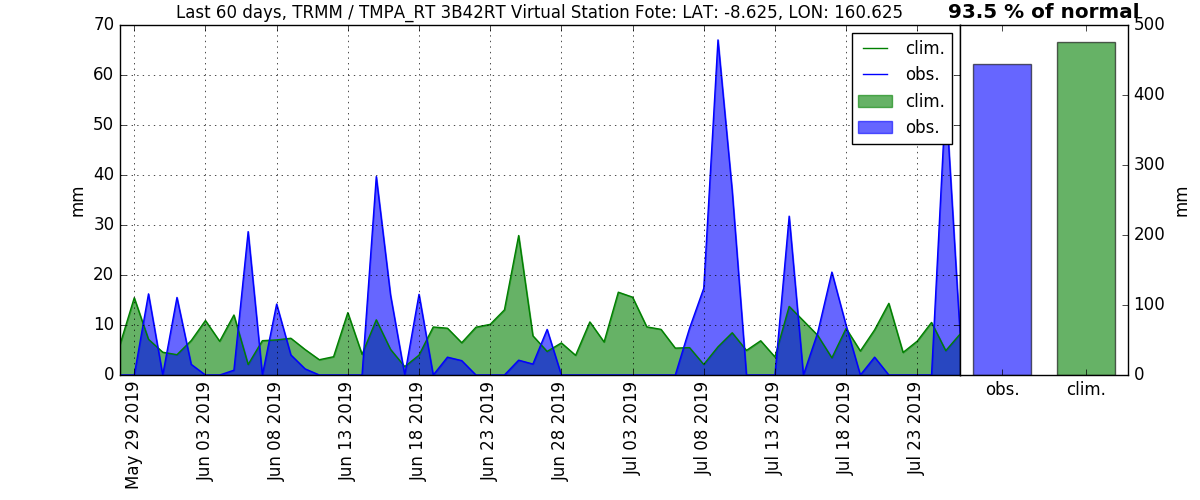 Last 60 days, TRMM / TMPA_RT 3B42RT Virtual Station Fote: LAT: -8.625, LON: 160.625
93.5 % of normal
70
60
50
40
30
20
10
0
mm
clim.
obs.
clim.
obs.
500
400
300
200
100
0
mm
May 29 2019
Jun 03 2019
Jun 08 2019
Jun 13 2019
Jun 18 2019
Jun 23 2019
Jun 28 2019
Jul 03 2019
Jul 08 2019
Jul 13 2019
Jul 18 2019
Jul 23 2019
obs.
clim.